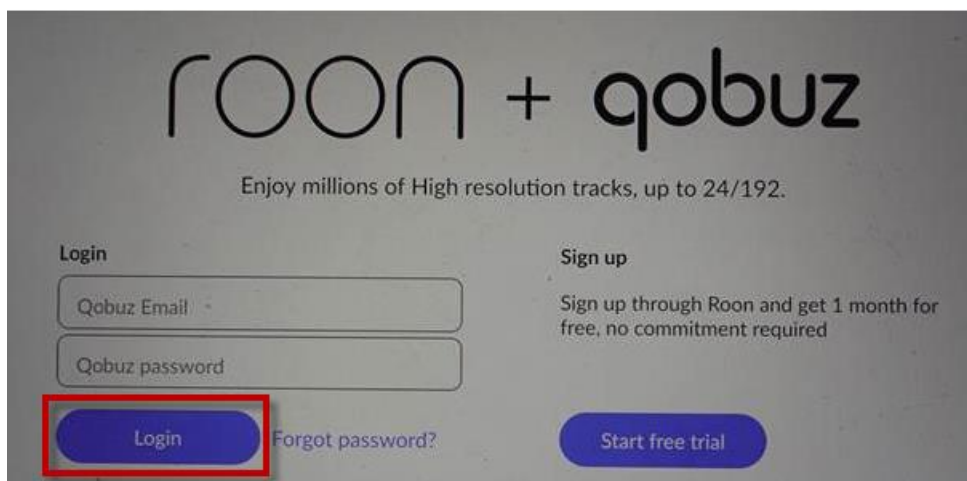 roon + qobuz
Enjoy millions of High resolution tracks, up to 24/192.
Login
Qobuz Email
Qobuz password
Login
Forgot password?
Sign up
Sign up through Roon and get 1 month for
free, no commitment required
Start free trial